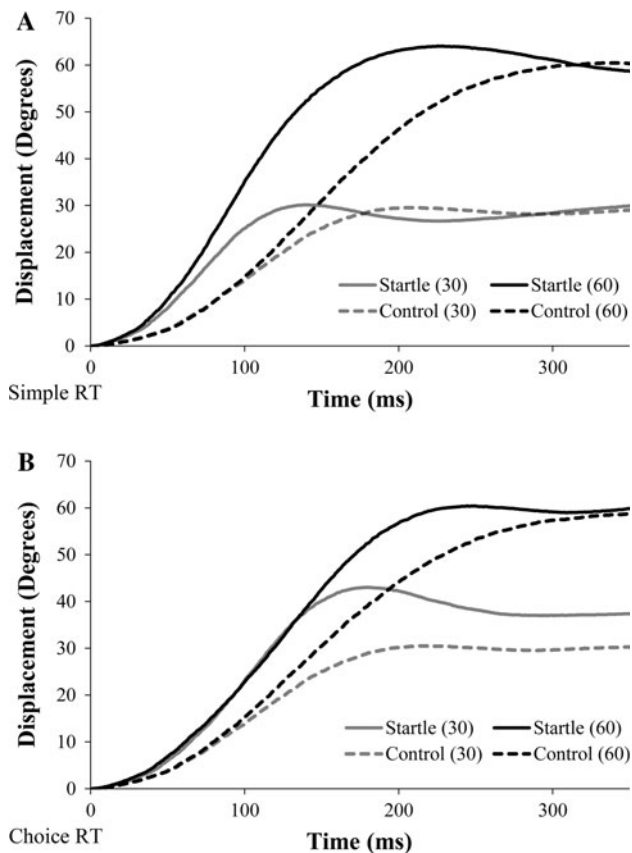 A
Displacement (Degrees)
70
60
50
40
30
20
10
0
Startle (30) Startle (60)
Control (30) Control (60)
0 100 200 300
Simple RT
Time (ms)
B
Displacement (Degrees)
70
60
50
40
30
20
10
0
Startle (30) Startle (60)
Control (30) Control (60)
0 100 200 300
Choice RT
Time (ms)